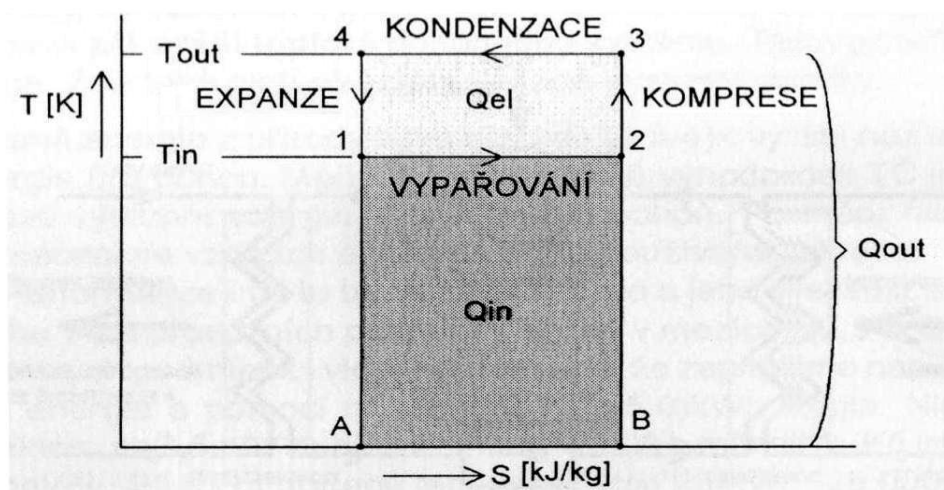 KONDENZACE
4
3
Tout
T [K]
EXPANZE
Qel
KOMPRESE
1
2
Tin
VYPAŘOVÁNÍ
Qout
Qin
A
B
> S [kJ/kg]